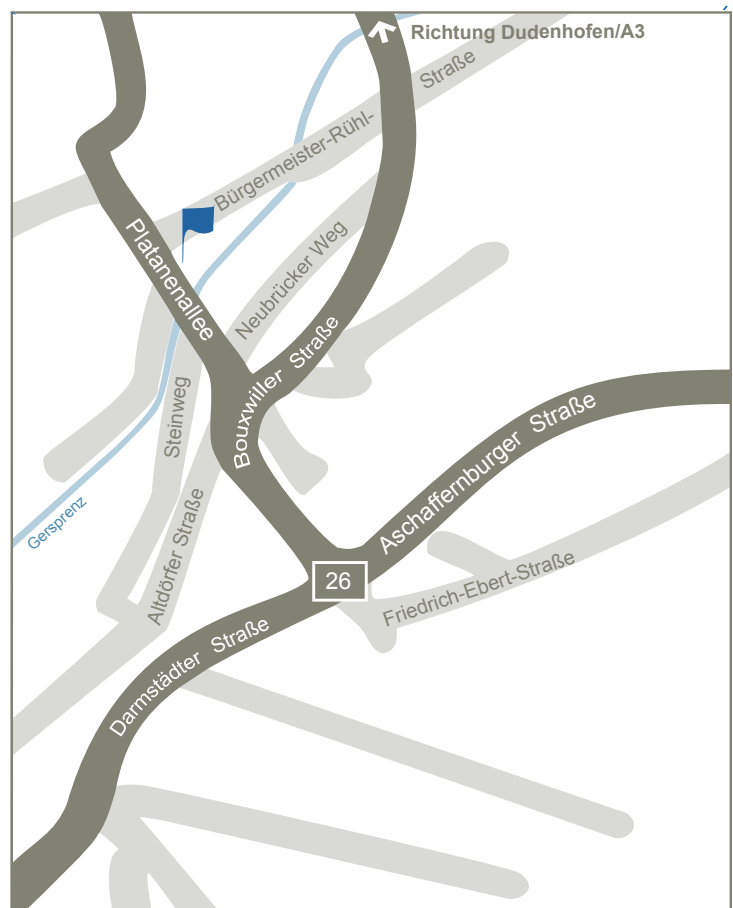 Richtung Dudenhofen/A3
Bürgermeister-Rühl-
Straße
Platanenallee
Neubrücker Weg
Bouxwiller Straße
Steinweg
Aschaffernburger Straße
Gersprenz
Altdörfer Straße
26
Friedrich-Ebert-Straße
Darmstädter Straße